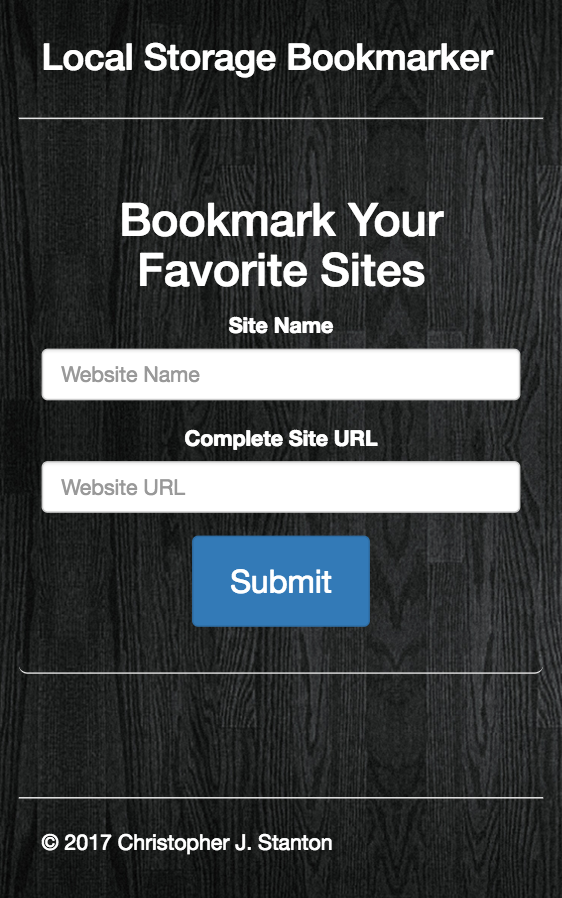 Local Storage Bookmarker
Bookmark Your
Favorite Sites
Site Name
Website Name
Complete Site URL
Website URL
Submit
© 2017 Christopher J. Stanton